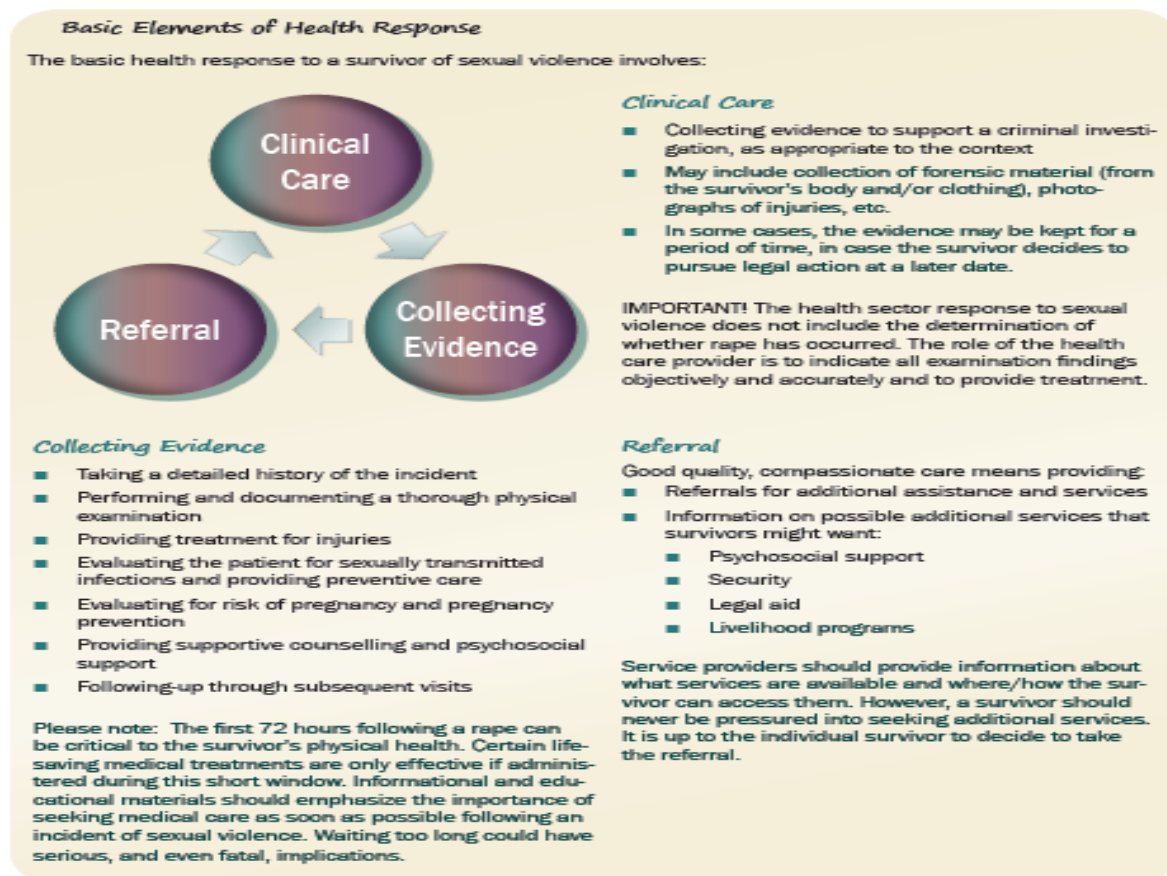 Basic Elements of Health Response
The basic health response to a survivor of sexual violence involves:
Clinical
Care
Collecting
Evidence
Referral
Clinical Care
■ Collecting evidence to support a criminal investi-
gation, as appropriate to the context
■ May include collection of forensic material (from
the survivor's body and/or clothing), photo-
graphs of injuries, etc.
■ In some cases, the evidence may be kept for a
period of time, in case the survivor decides to
pursue legal action at a later date.
IMPORTANT! The health sector response to sexual
violence does not include the determination of
whether rape has occurred. The role of the health
care provider is to indicate all examination findings
objectively and accurately and to provide treatment.
Collecting Evidence
■ Taking a detailed history of the incident
■ Performing and documenting a thorough physical
examination
■ Providing treatment for injuries
■ Evaluating the patient for sexually transmitted
infections and providing preventive care
■ Evaluating for risk of pregnancy and pregnancy
prevention
■ Providing supportive counselling and psychosocial
support
■ Following-up through subsequent visits
Please note: The first 72 hours following a rape can
be critical to the survivor's physical health. Certain life-
saving medical treatments are only effective if adminis-
tered during this short window. Informational and edu-
cational materials should emphasize the importance of
seeking medical care as soon as possible following an
incident of sexual violence. Waiting too long could have
serious, and even fatal, implications.
Referral
Good quality, compassionate care means providing:
■ Referrals for additional assistance and services
■ Information on possible additional services that
survivors might want:
■ Psychosocial support
■ Security
■ Legal aid
■ Livelihood programs
Service providers should provide information about
what services are available and where/how the sur-
vivor can access them. However, a survivor should
never be pressured into seeking additional services.
It is up to the individual survivor to decide to take
the referral.